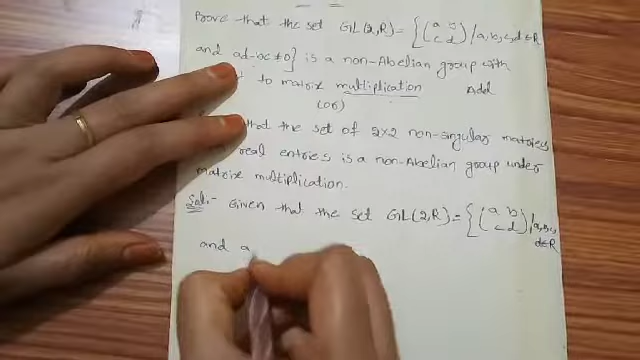 Prove that the set GL(2,R) = {(a b c d) / a,b,c,d ∈ R
and ad-bc ≠ 0} is a non-Abelian group with
t to matrix multiplication Add
(or)
that the set of 2x2 non-singular matrices
real entries is a non-Abelian group under
matrix multiplication.
Sol:- Given that the set GL(2,R) = {(a b c d) / a,b,c,
d∈R
and a